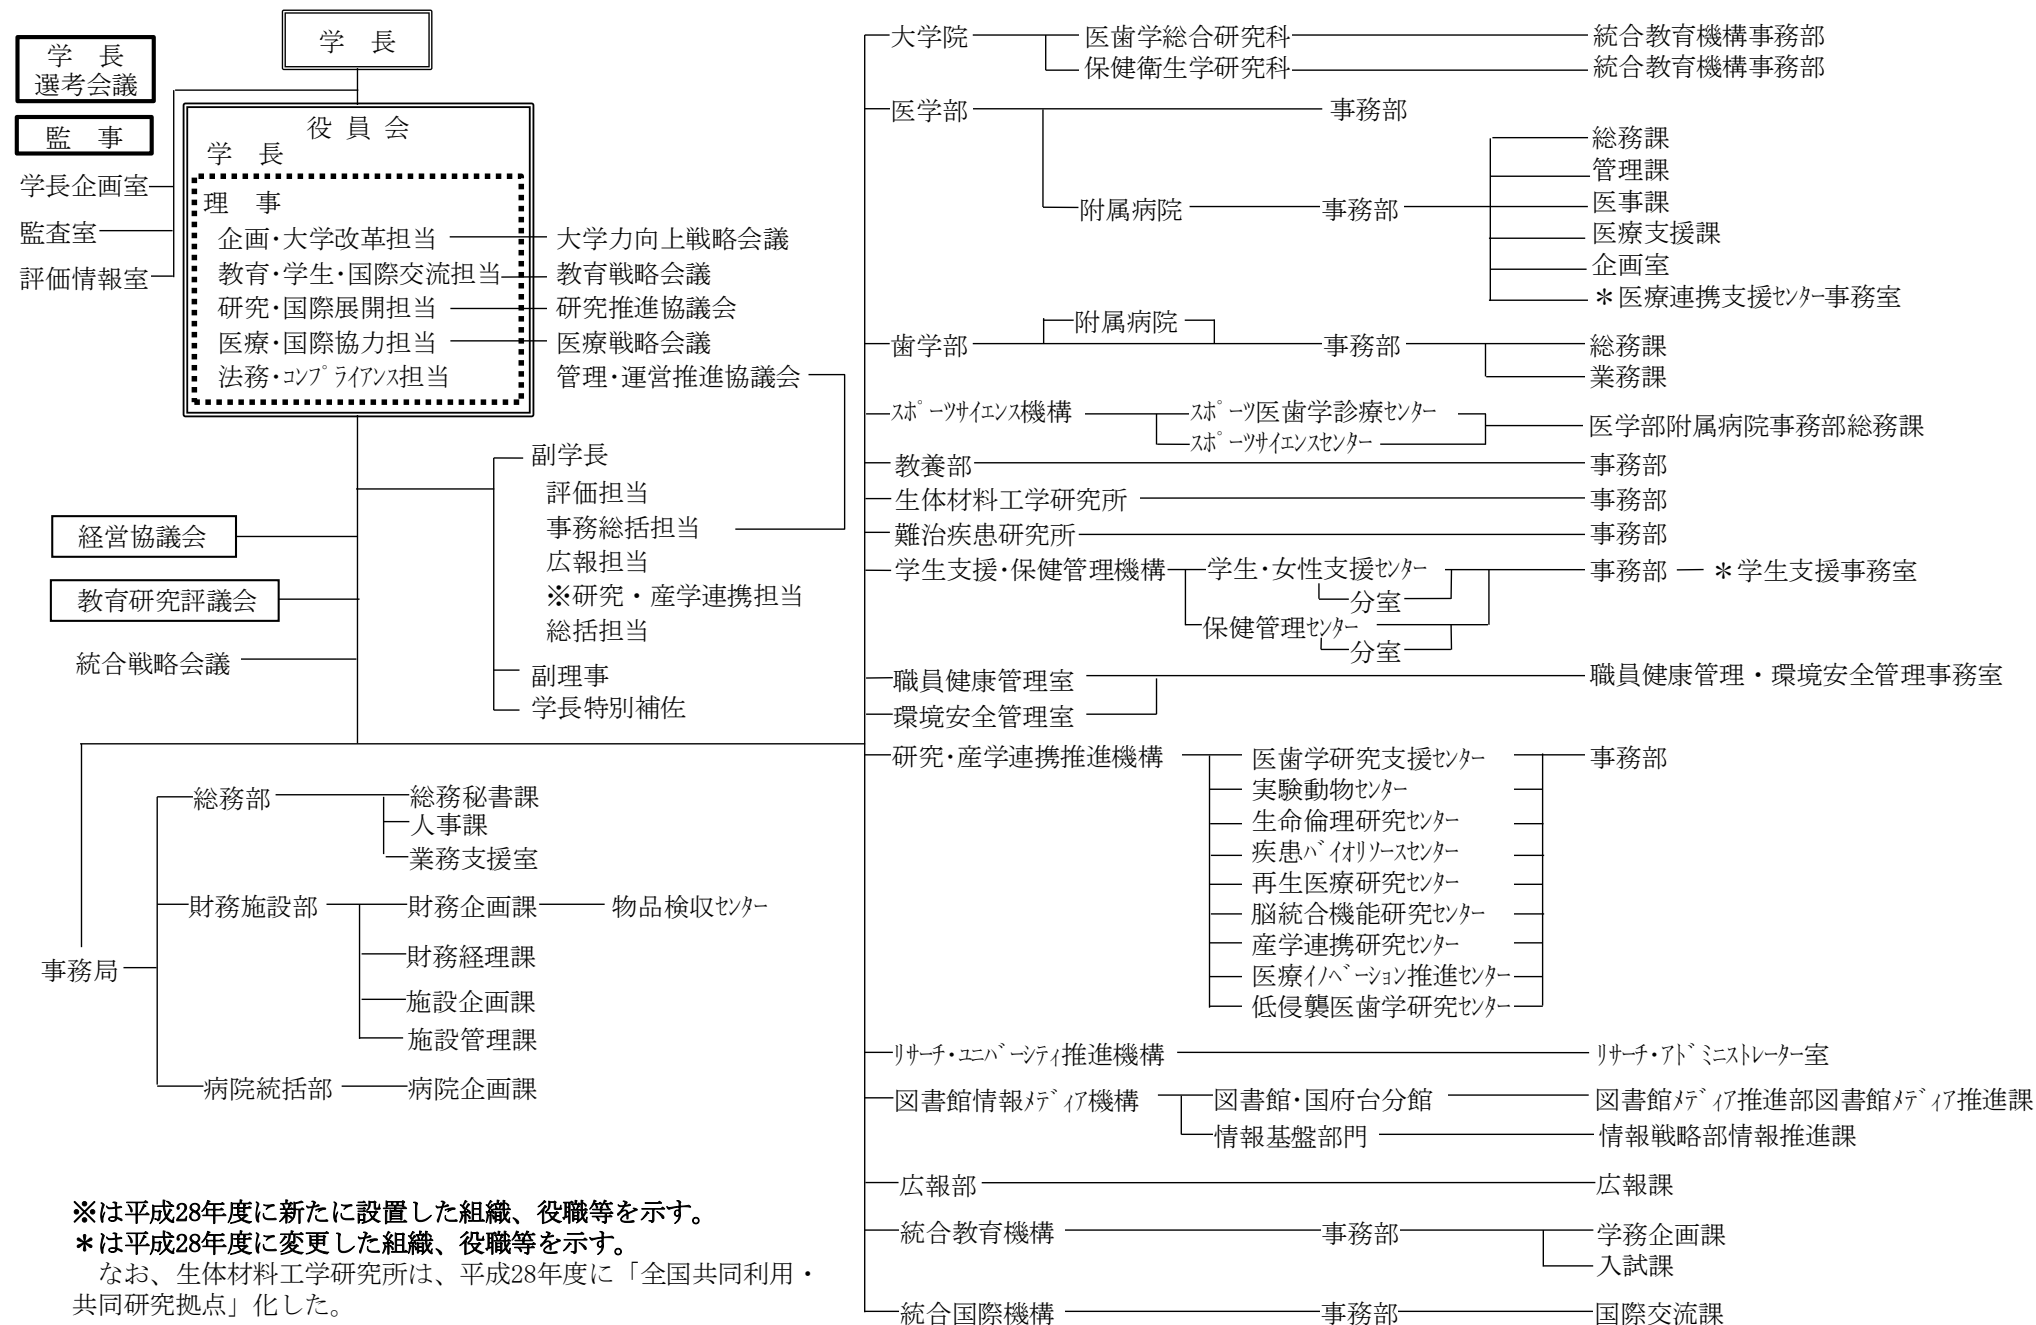 学　長
学　長
選考会議
監　事
役 員 会
学　長
理　事
企画・大学改革担当
教育・学生・国際交流担当
研究・国際展開担当
医療・国際協力担当
法務・ｺﾝﾌﾟﾗｲｱﾝｽ担当
学長企画室
監査室
評価情報室
大学力向上戦略会議
教育戦略会議
研究推進協議会
医療戦略会議
管理・運営推進協議会
副学長
評価担当
事務総括担当
広報担当
※研究・産学連携担当
総括担当
副理事
学長特別補佐
経営協議会
教育研究評議会
統合戦略会議
事務局
総務部
総務秘書課
人事課
業務支援室
財務施設部
財務企画課
物品検収ｾﾝﾀｰ
財務経理課
施設企画課
施設管理課
病院統括部
病院企画課
※は平成28年度に新たに設置した組織、役職等を示す。
＊は平成28年度に変更した組織、役職等を示す。
なお、生体材料工学研究所は、平成28年度に「全国共同利用・
共同研究拠点」化した。
大学院
医歯学総合研究科
統合教育機構事務部
保健衛生学研究科
統合教育機構事務部
医学部
事務部
附属病院
事務部
総務課
管理課
医事課
医療支援課
企画室
＊医療連携支援ｾﾝﾀｰ事務室
歯学部
附属病院
事務部
総務課
業務課
ｽﾎﾟｰﾂｻｲｴﾝｽ機構
ｽﾎﾟｰﾂ医歯学診療ｾﾝﾀｰ
ｽﾎﾟｰﾂｻｲｴﾝｽｾﾝﾀｰ
医学部附属病院事務部総務課
教養部
事務部
生体材料工学研究所
事務部
難治疾患研究所
事務部
学生支援・保健管理機構
学生・女性支援ｾﾝﾀｰ
分室
保健管理ｾﾝﾀｰ
分室
事務部
＊学生支援事務室
職員健康管理室
環境安全管理室
職員健康管理・環境安全管理事務室
研究・産学連携推進機構
医歯学研究支援ｾﾝﾀｰ
実験動物ｾﾝﾀｰ
生命倫理研究ｾﾝﾀｰ
疾患ﾊﾞｲｵﾘｿｰｽｾﾝﾀｰ
再生医療研究ｾﾝﾀｰ
脳統合機能研究ｾﾝﾀｰ
産学連携研究ｾﾝﾀｰ
医療ｲﾉﾍﾞｰｼｮﾝ推進ｾﾝﾀｰ
低侵襲医歯学研究ｾﾝﾀｰ
事務部
ﾘｻｰﾁ・ﾕﾆﾊﾞｰｼﾃｨ推進機構
ﾘｻｰﾁ・ｱﾄﾞﾐﾆｽﾄﾚｰﾀｰ室
図書館情報ﾒﾃﾞｨｱ機構
図書館・国府台分館
図書館ﾒﾃﾞｨｱ推進部図書館ﾒﾃﾞｨｱ推進課
情報基盤部門
情報戦略部情報推進課
広報部
広報課
統合教育機構
事務部
学務企画課
入試課
統合国際機構
事務部
国際交流課